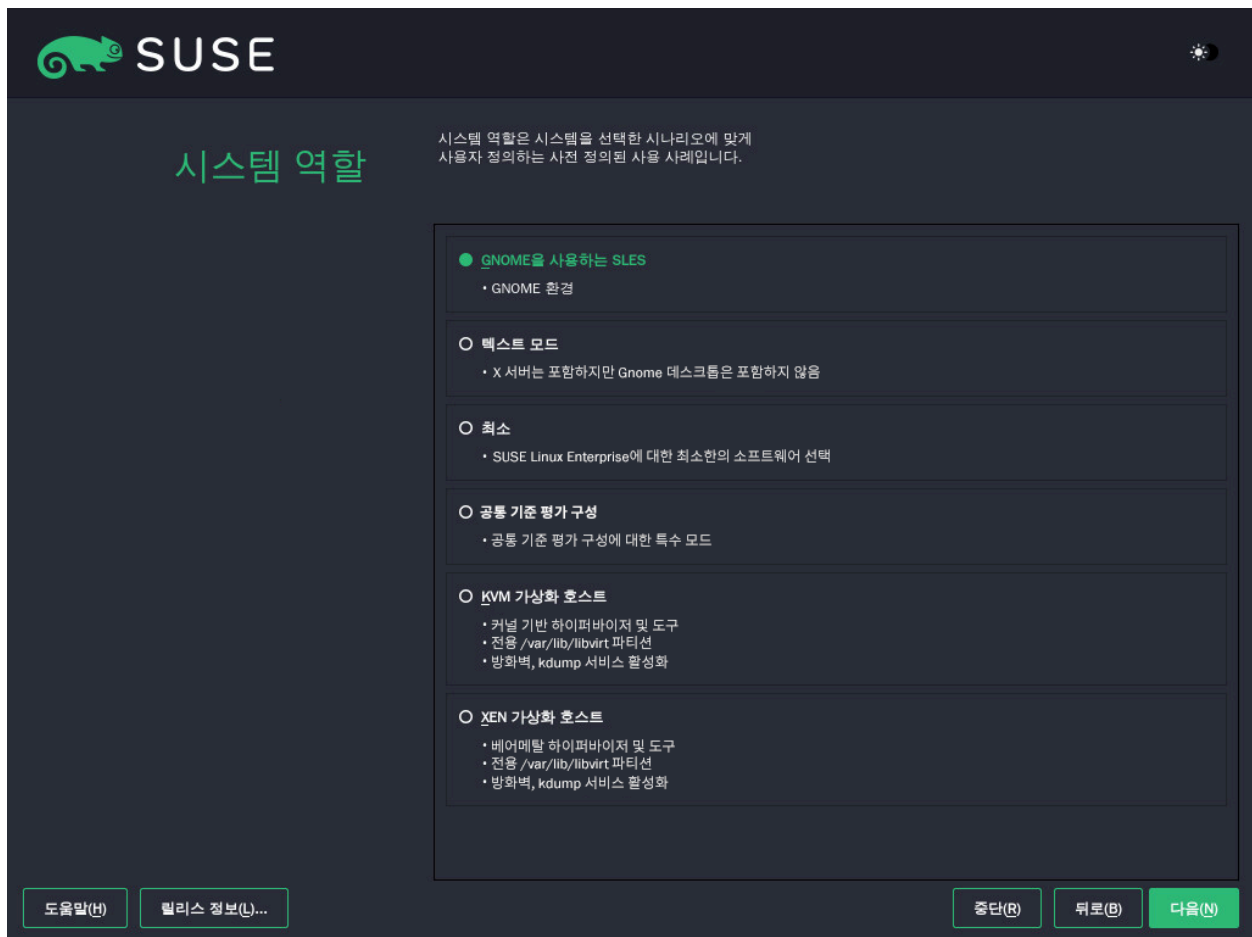 SUSE
시스템 역할
시스템 역할은 시스템을 선택한 시나리오에 맞게
사용자 정의하는 사전 정의된 사용 사례입니다.
GNOME을 사용하는 SLES
• GNOME 환경
텍스트 모드
• X 서버는 포함하지만 Gnome 데스크톱은 포함하지 않음
최소
• SUSE Linux Enterprise에 대한 최소한의 소프트웨어 선택
공통 기준 평가 구성
• 공통 기준 평가 구성에 대한 특수 모드
KVM 가상화 호스트
• 커널 기반 하이퍼바이저 및 도구
• 전용 /var/lib/libvirt 파티션
• 방화벽, kdump 서비스 활성화
XEN 가상화 호스트
• 베어메탈 하이퍼바이저 및 도구
• 전용 /var/lib/libvirt 파티션
• 방화벽, kdump 서비스 활성화
도움말(H)
릴리스 정보(L)...
중단(R)
뒤로(B)
다음(N)